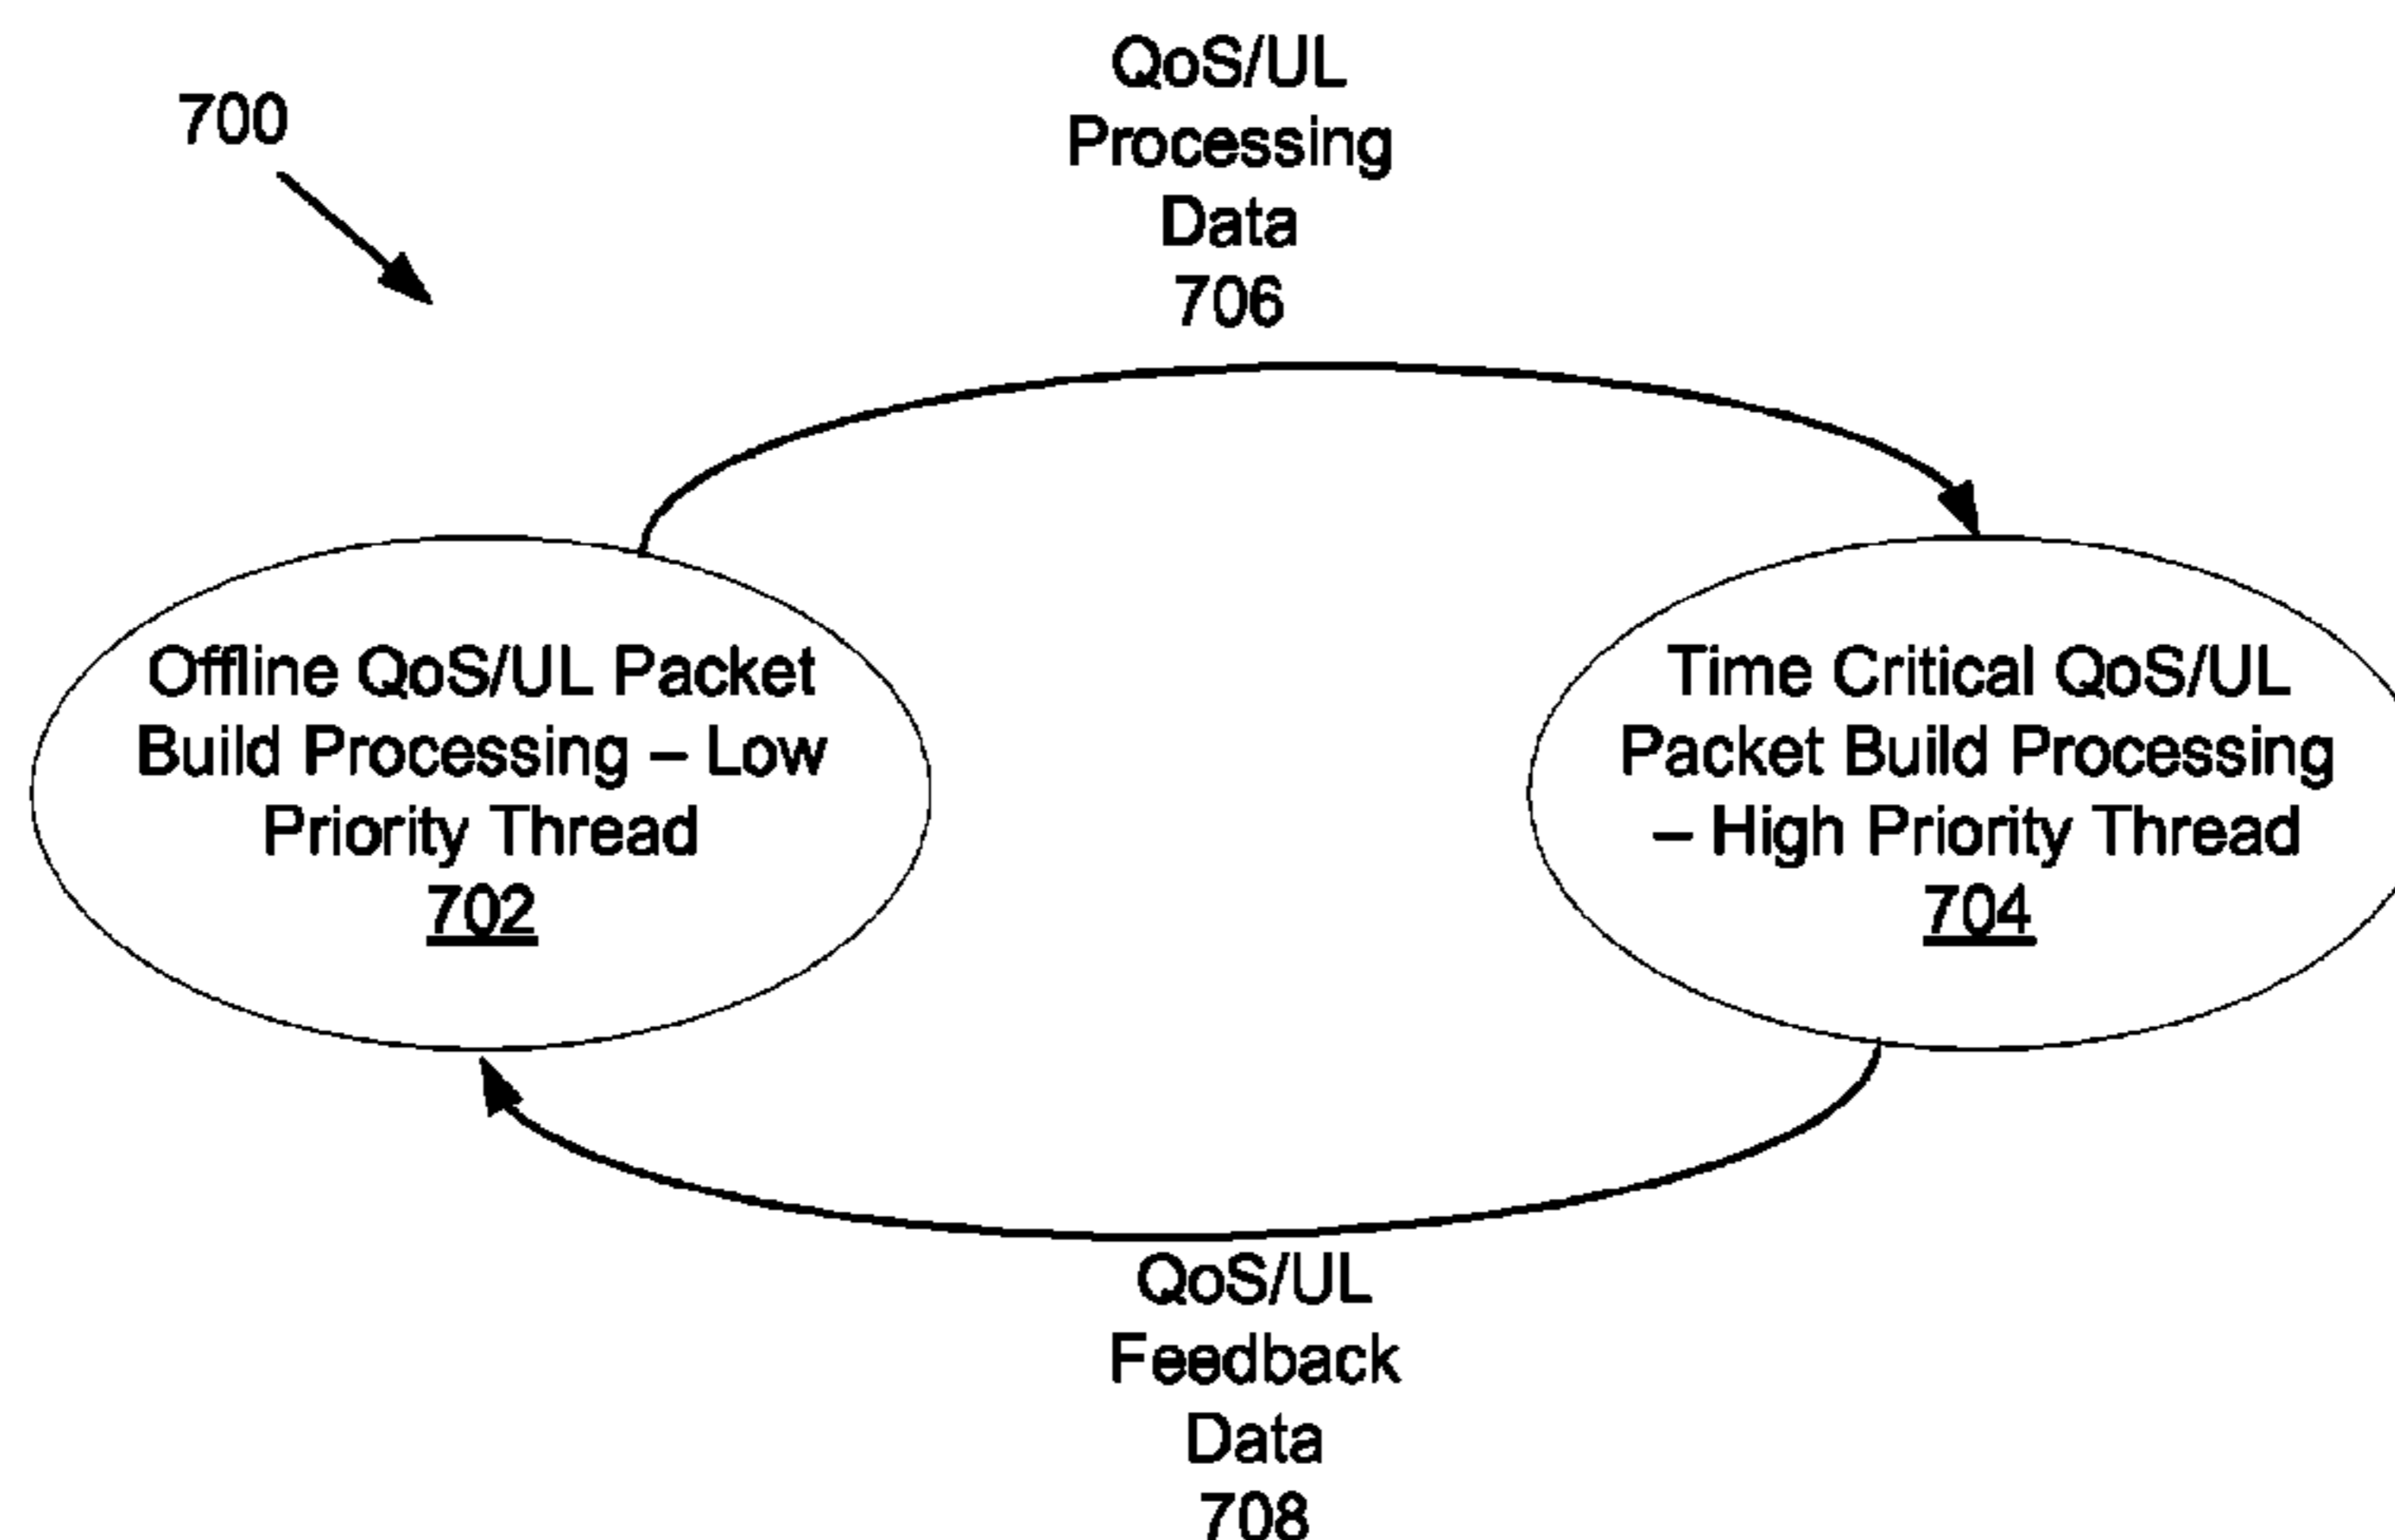 700
QoS/UL
Processing
Data
706
Offline QoS/UL Packet
Build Processing – Low
Priority Thread
702
Time Critical QoS/UL
Packet Build Processing
– High Priority Thread
704
QoS/UL
Feedback
Data
708